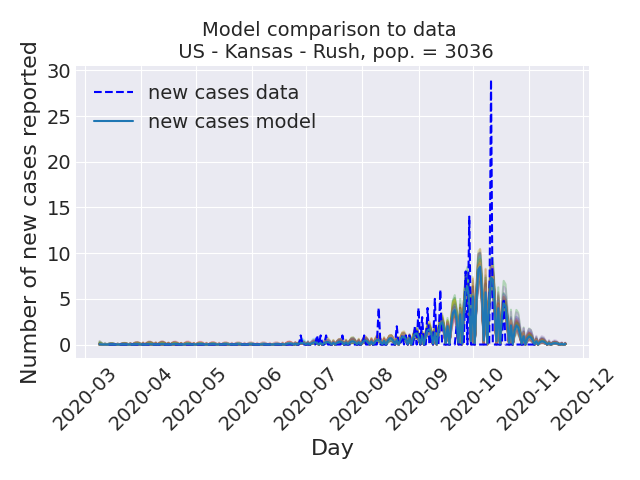 Model comparison to data
US - Kansas - Rush, pop. = 3036
new cases data
new cases model
Number of new cases reported
30
25
20
15
10
5
0
2020-03
2020-04
2020-05
2020-06
2020-07
2020-08
2020-09
2020-10
2020-11
2020-12
Day